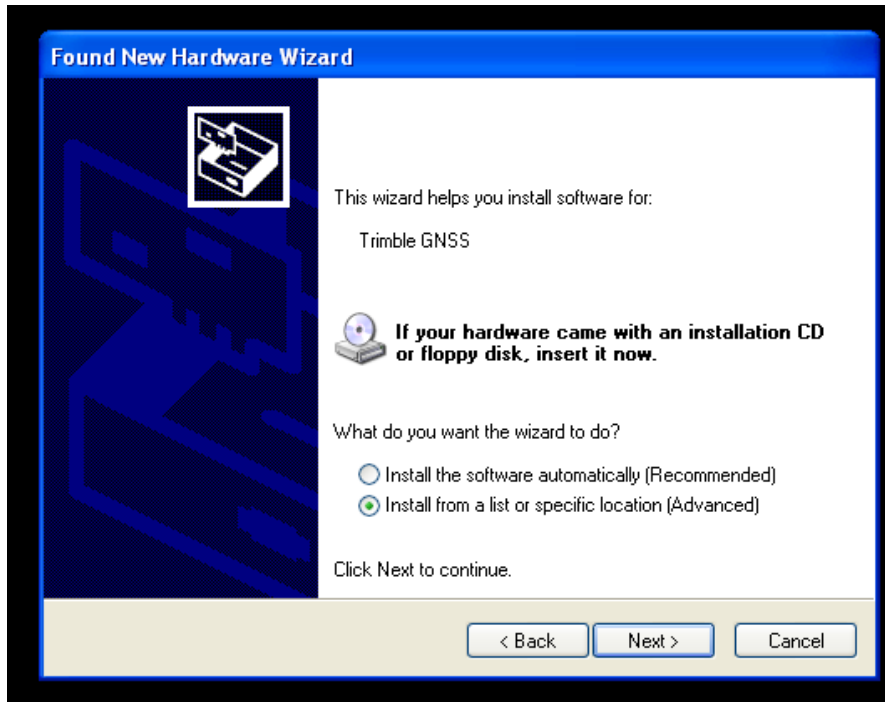 Found New Hardware Wizard
This wizard helps you install software for:
Trimble GNSS
If your hardware came with an installation CD
or floppy disk, insert it now.
What do you want the wizard to do?
Install the software automatically (Recommended)
Install from a list or specific location (Advanced)
Click Next to continue.
< Back Next > Cancel